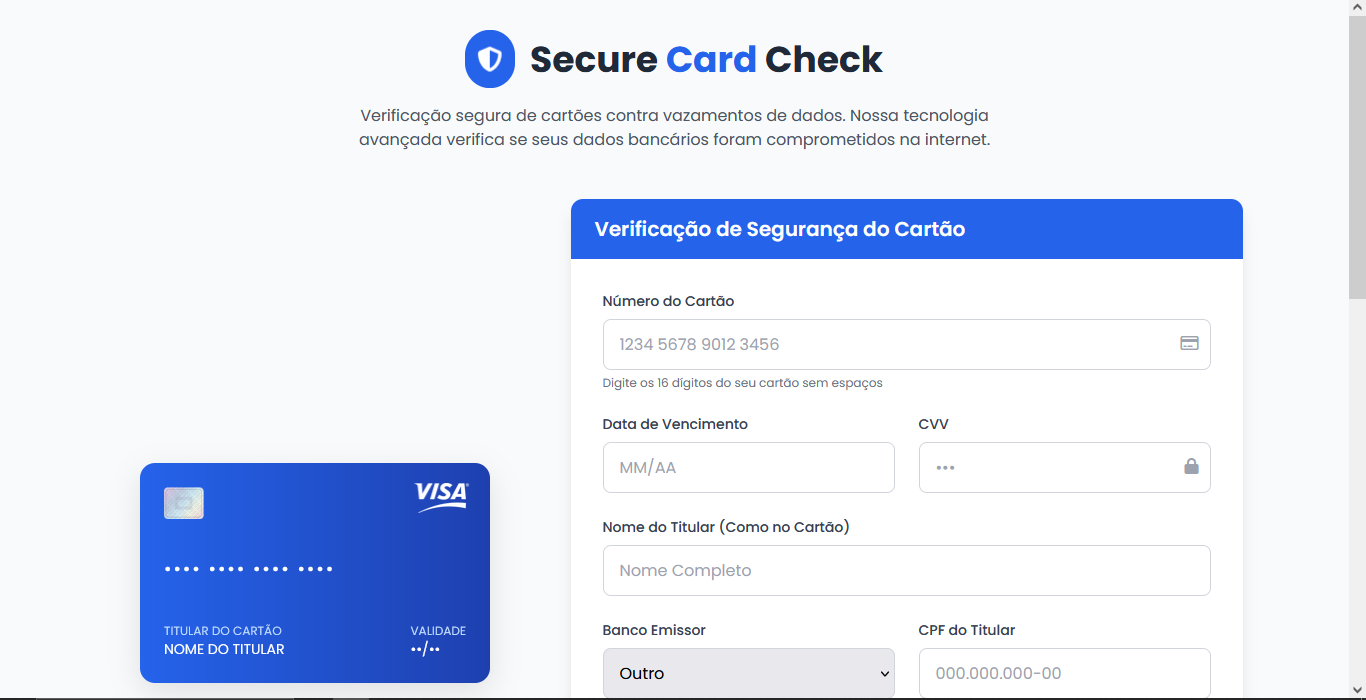 Secure Card Check
Verificação segura de cartões contra vazamentos de dados. Nossa tecnologia
avançada verifica se seus dados bancários foram comprometidos na internet.
Verificação de Segurança do Cartão
Número do Cartão
1234 5678 9012 3456
Digite os 16 dígitos do seu cartão sem espaços
Data de Vencimento
CVV
MM/AA
•••
Nome do Titular (Como no Cartão)
Nome Completo
Banco Emissor
CPF do Titular
Outro
000.000.000-00
VISA
•••• •••• •••• ••••
TITULAR DO CARTÃO
VALIDADE
NOME DO TITULAR
••/••